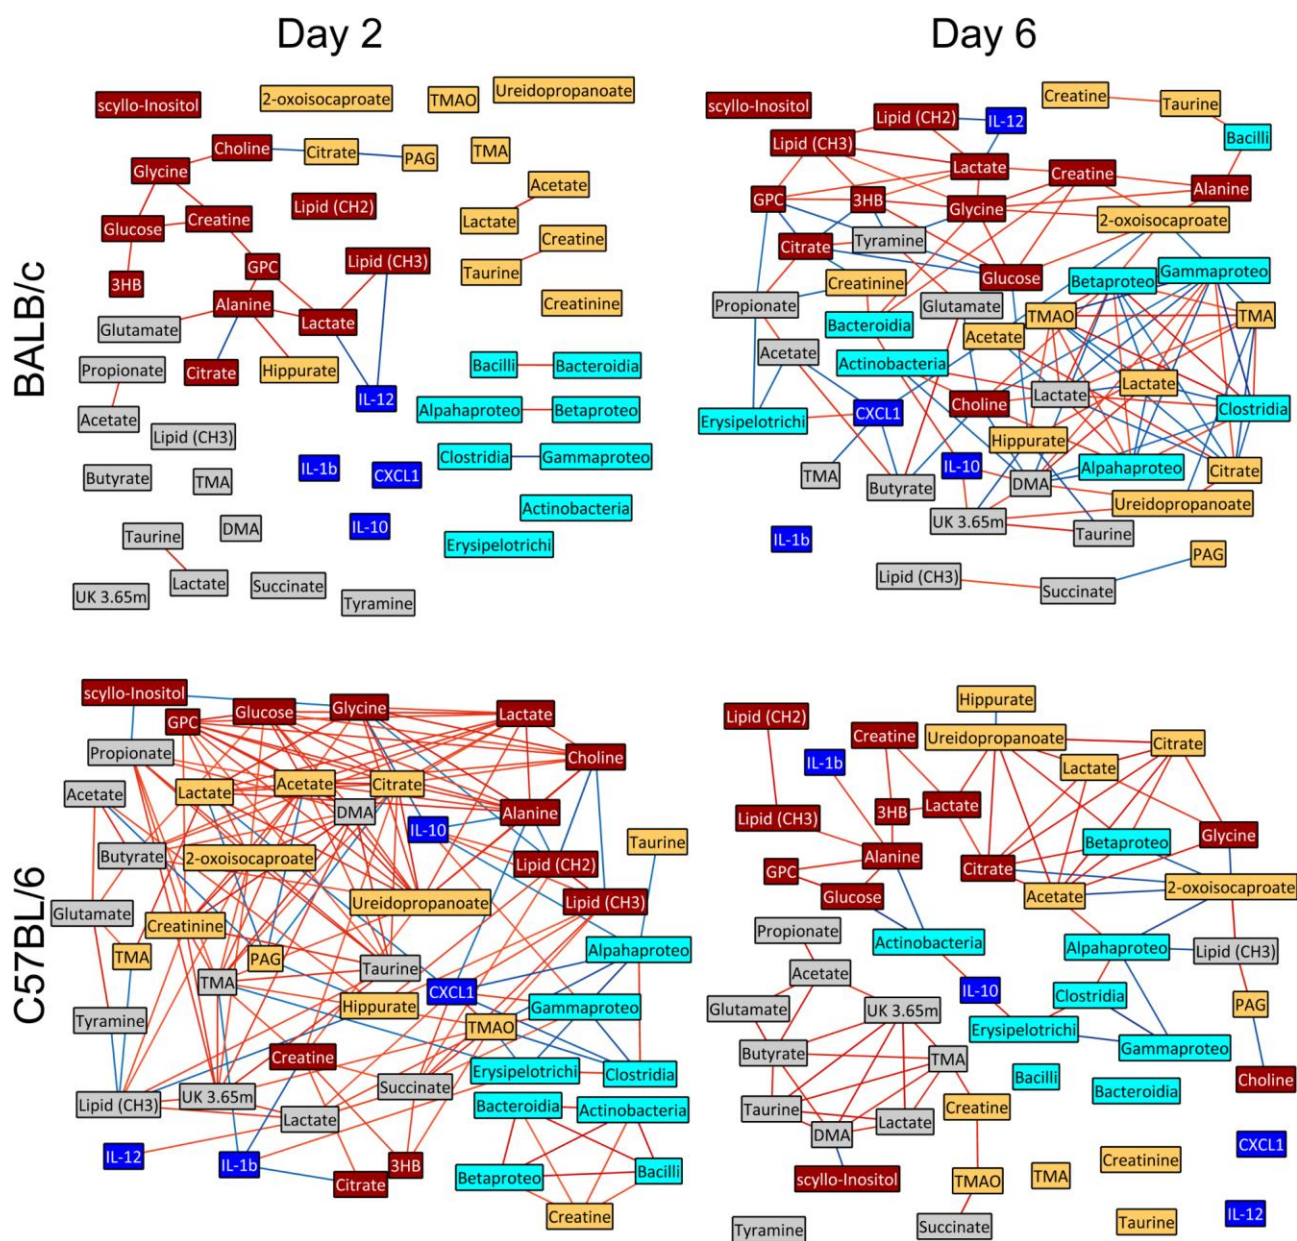 Day 2
Day 6
BALB/c
scyllo-Inositol
2-oxoisocaproate
TMAO
Ureidopropanoate
Choline
Citrate
PAG
TMA
Glycine
Acetate
Lipid (CH2)
Lactate
Glucose
Creatine
Creatine
GPC
Lipid (CH3)
Taurine
3HB
Alanine
Creatinine
Glutamate
Lactate
Propionate
Citrate
Hippurate
Bacilli
Bacteroidia
IL-12
Acetate
Alpahaproteo
Betaproteo
Lipid (CH3)
Clostridia
Gammaproteo
Butyrate
TMA
IL-1b
CXCL1
Actinobacteria
DMA
IL-10
Taurine
Erysipelotrichi
Lactate
Succinate
UK 3.65m
Tyramine
scyllo-Inositol
Creatine
Taurine
Lipid (CH2)
IL-12
Bacilli
Lipid (CH3)
Lactate
Creatine
Alanine
GPC
3HB
Glycine
2-oxoisocaproate
Citrate
Tyramine
Glucose
Betaproteo
Gammaproteo
Creatinine
Propionate
Glutamate
TMAO
TMA
Bacteroidia
Acetate
Acetate
Actinobacteria
Lactate
Lactate
Choline
Clostridia
Erysipelotrichi
CXCL1
Hippurate
IL-10
Alpahaproteo
Citrate
TMA
Butyrate
DMA
Ureidopropanoate
UK 3.65m
Taurine
IL-1b
PAG
Lipid (CH3)
Succinate
C57BL/6
scyllo-Inositol
Glucose
Glycine
Lactate
GPC
Propionate
Choline
Acetate
Lactate
Acetate
Citrate
DMA
Alanine
IL-10
Taurine
Butyrate
2-oxoisocaproate
Lipid (CH2)
Ureidopropanoate
Lipid (CH3)
Glutamate
Creatinine
TMA
PAG
Taurine
Alpahaproteo
TMA
CXCL1
Hippurate
Gammaproteo
Tyramine
TMAO
Creatine
Erysipelotrichi
Clostridia
Lipid (CH3)
UK 3.65m
Succinate
Lactate
Bacteroidia
Actinobacteria
IL-12
IL-1b
3HB
Citrate
Betaproteo
Bacilli
Creatine
Hippurate
Lipid (CH2)
Creatine
Ureidopropanoate
Citrate
IL-1b
Lactate
3HB
Lactate
Lipid (CH3)
Glycine
Betaproteo
Alanine
GPC
Citrate
Glucose
Acetate
2-oxoisocaproate
Propionate
Actinobacteria
Alpahaproteo
Lipid (CH3)
Acetate
IL-10
Clostridia
Glutamate
UK 3.65m
Erysipelotrichi
PAG
Gammaproteo
Butyrate
TMA
Bacilli
Bacteroidia
Choline
Taurine
Creatine
Lactate
DMA
CXCL1
Creatinine
scyllo-Inositol
TMAO
TMA
IL-12
Tyramine
Succinate
Taurine